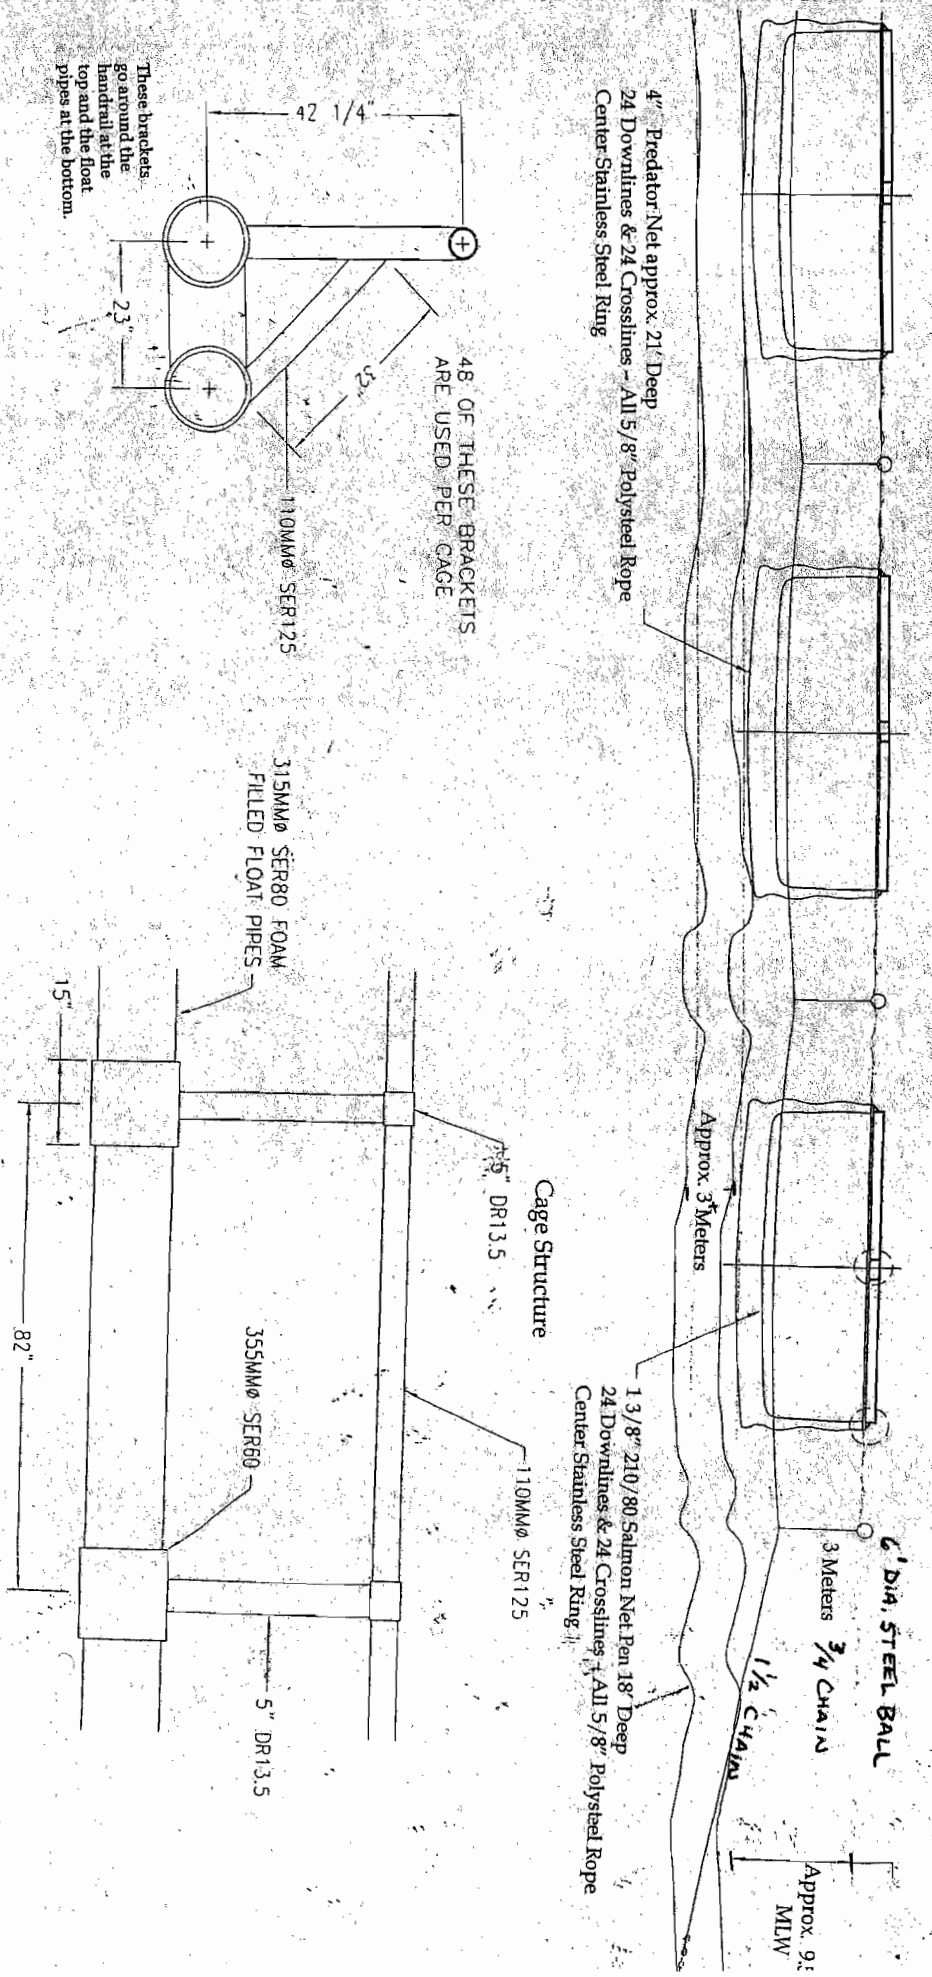 6' DIA. STEEL BALL
3 Meters 3/4 CHAIN
1 1/2 CHAIN
Approx. 9.
MLW
Approx. 3± Meters
4" Predator Net approx. 21' Deep
24 Downlines & 24 Crosslines - All 5/8" Polysteel Rope
Center Stainless Steel Ring
1 3/8" 210/80 Salmon Net Pen 18' Deep
24 Downlines & 24 Crosslines - All 5/8" Polysteel Rope
Center Stainless Steel Ring
48 OF THESE BRACKETS
ARE USED PER CAGE
42 1/4"
23"
110MMØ SER125
These brackets
go around the
handrail at the
top and the float
pipes at the bottom.
Cage Structure
5" DR13.5
110MMØ SER125
315MMØ SER80 FOAM
FILLED FLOAT PIPES
355MMØ SER60
5" DR13.5
15"
82"